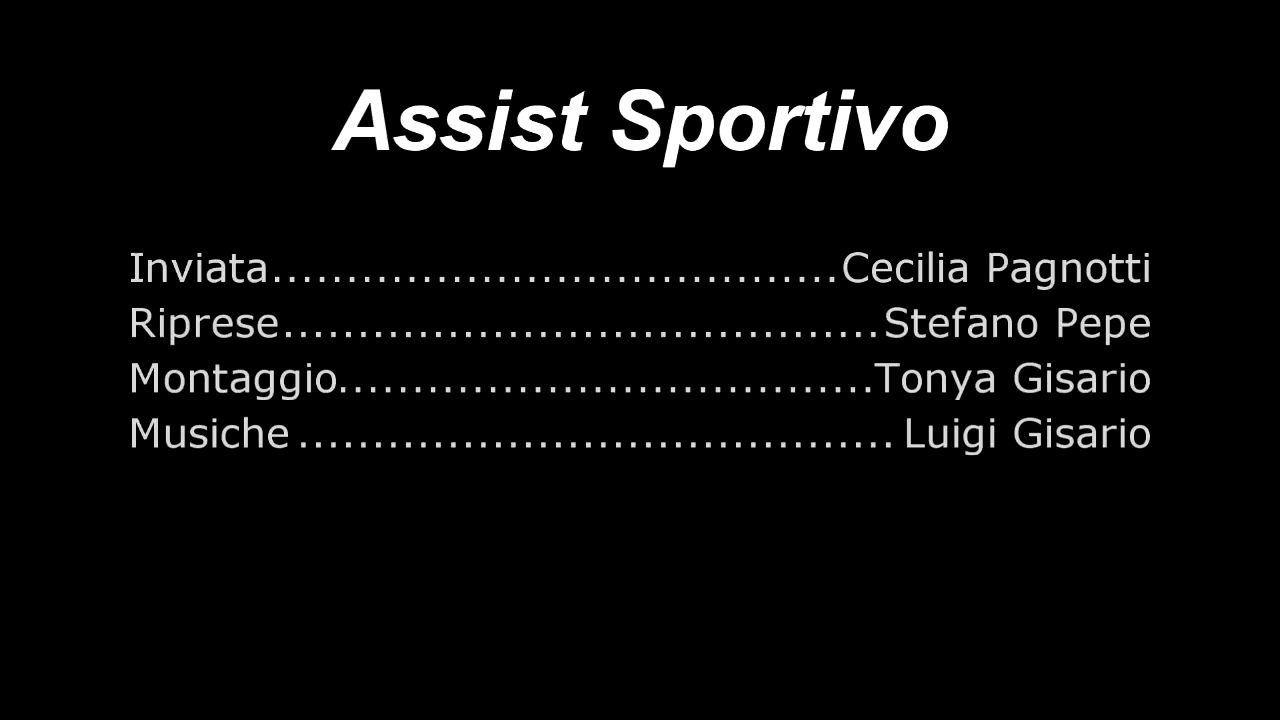 Assist Sportivo
Inviata......................................Cecilia Pagnotti
Riprese........................................Stefano Pepe
Montaggio....................................Tonya Gisario
Musiche ........................................ Luigi Gisario